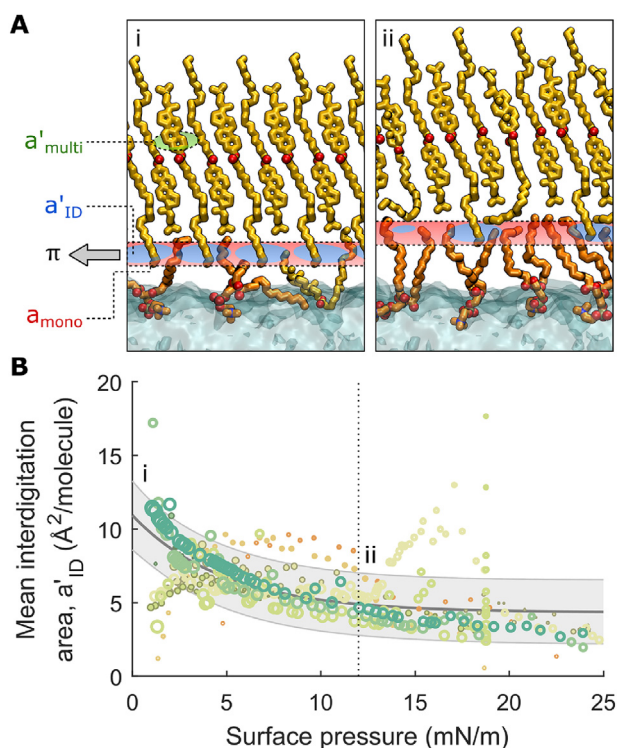 A
i
ii
a'multi
a'ID
π
amono
B
20
15
10
5
0
Mean interdigitation
area, a'ID (Å²/molecule)
i
ii
0 5 10 15 20 25
Surface pressure (mN/m)